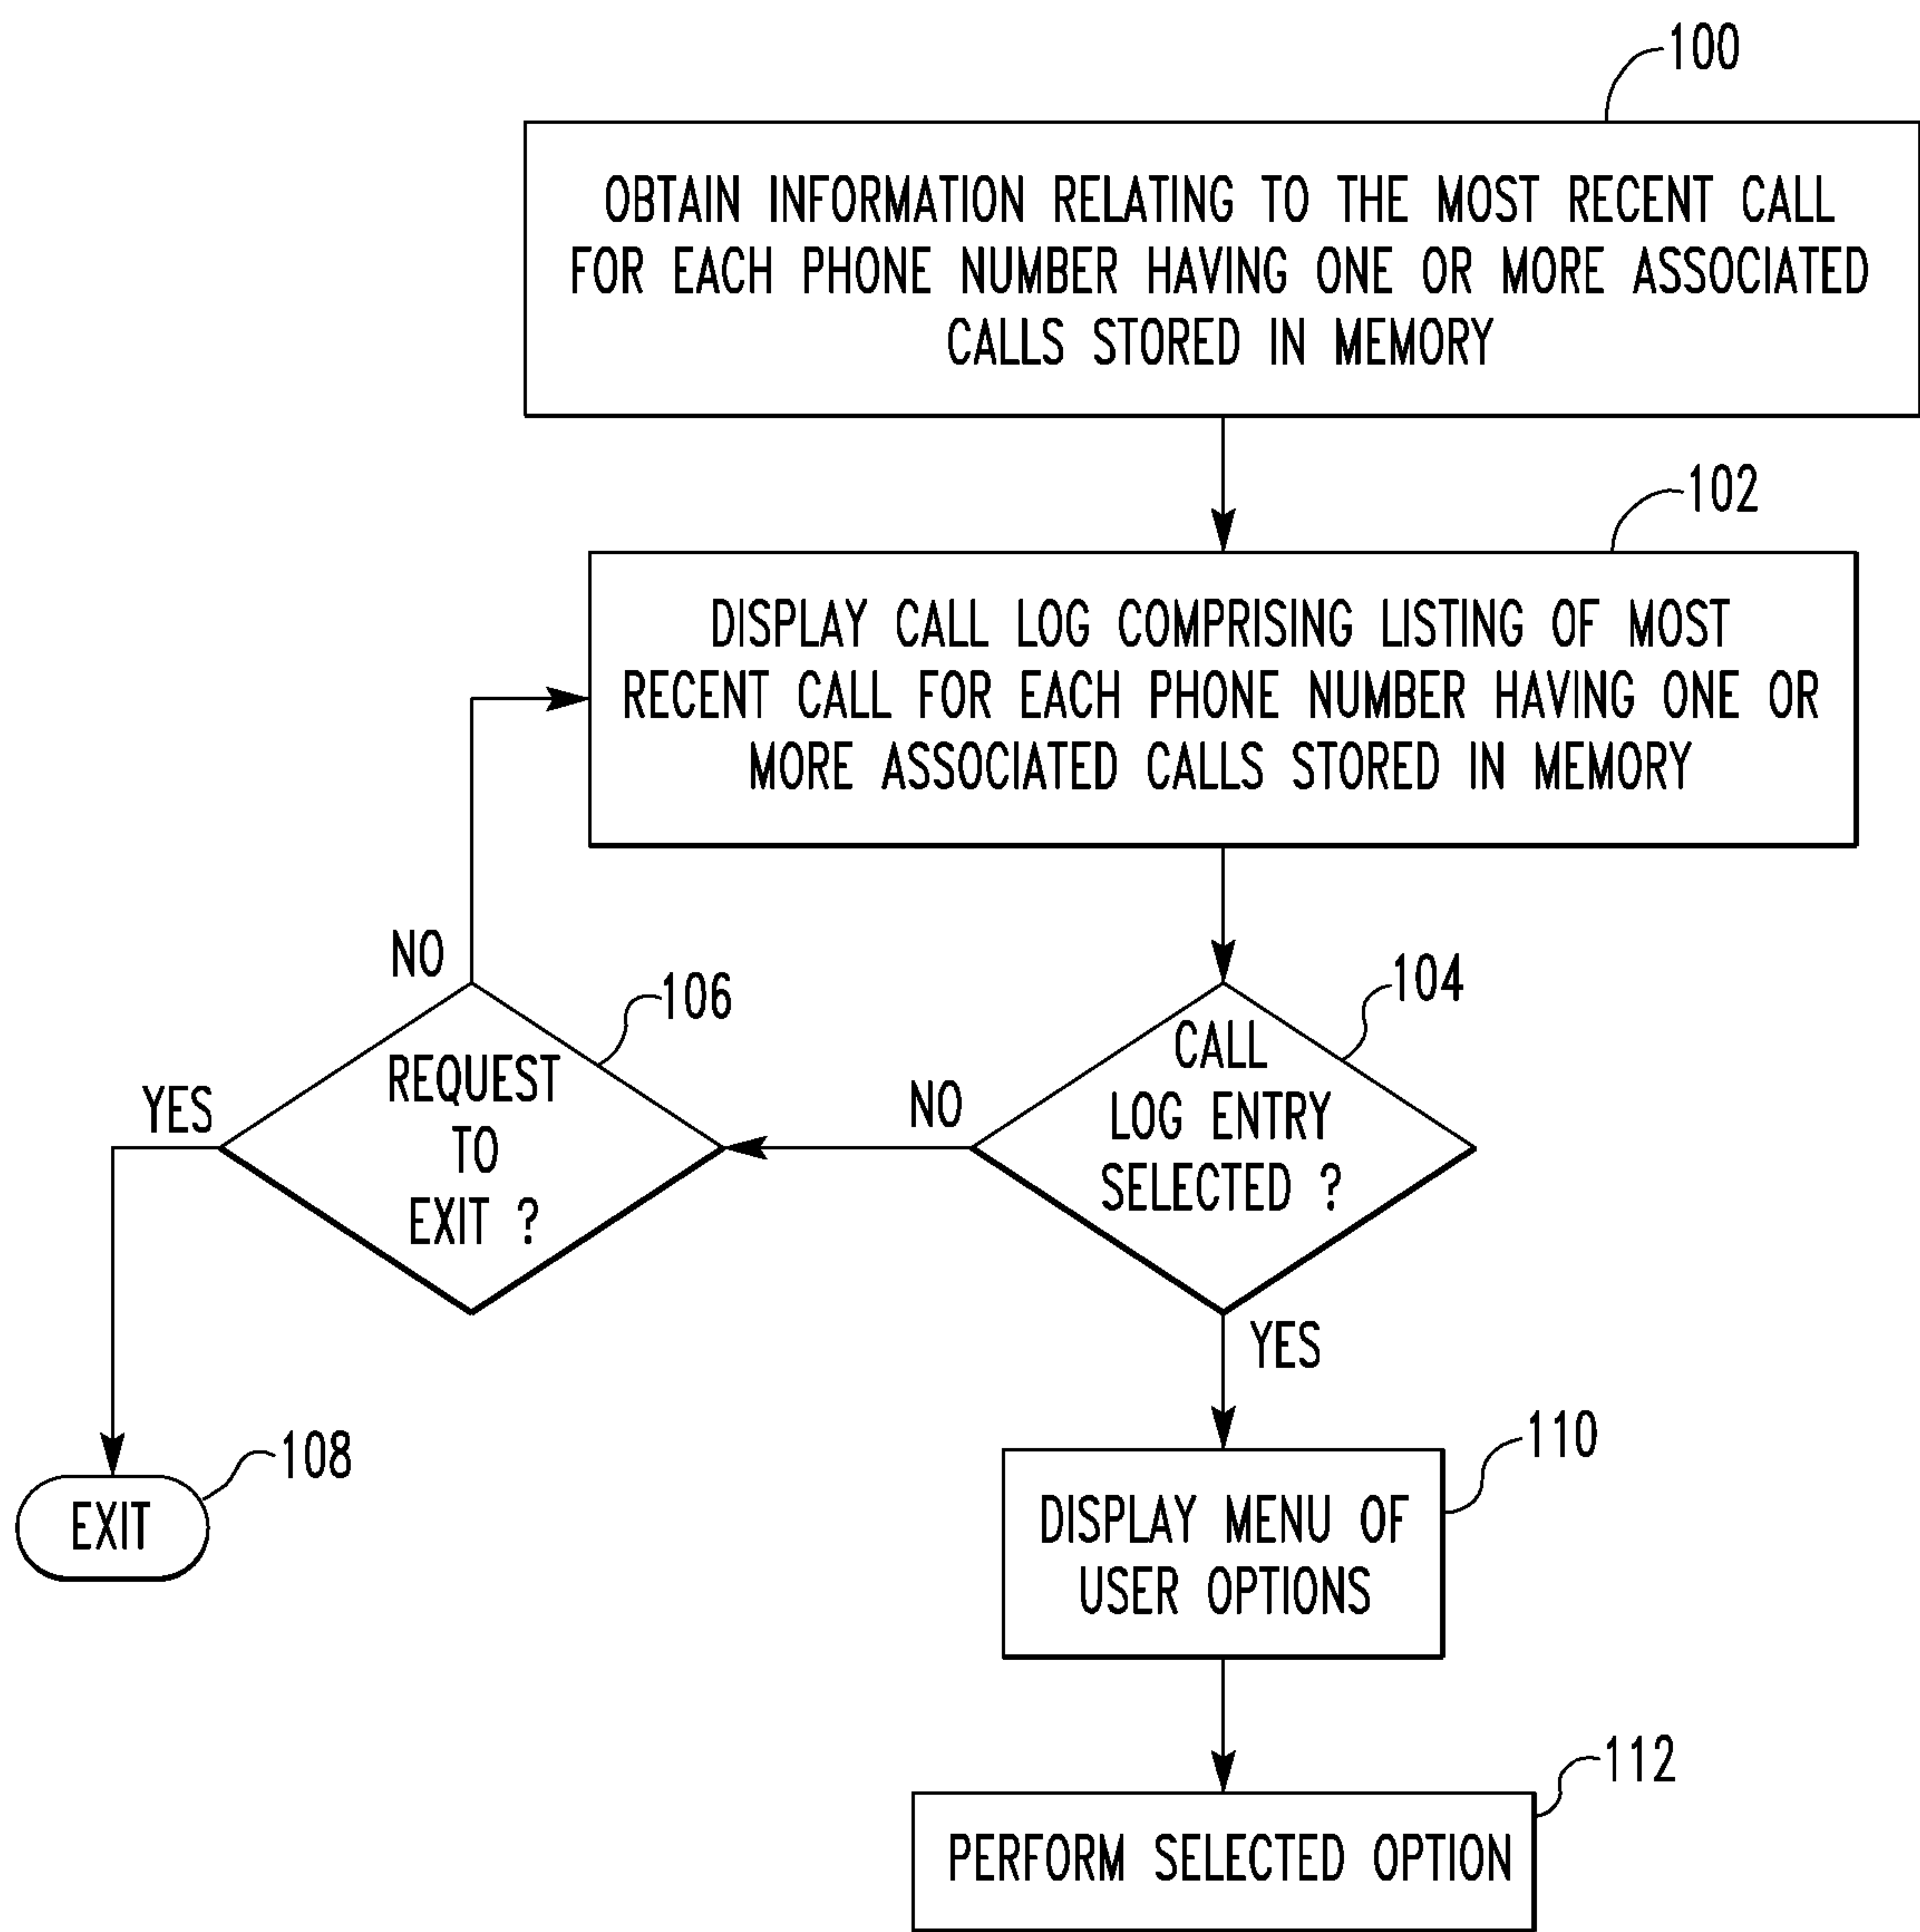 100
OBTAIN INFORMATION RELATING TO THE MOST RECENT CALL
FOR EACH PHONE NUMBER HAVING ONE OR MORE ASSOCIATED
CALLS STORED IN MEMORY
102
DISPLAY CALL LOG COMPRISING LISTING OF MOST
RECENT CALL FOR EACH PHONE NUMBER HAVING ONE OR
MORE ASSOCIATED CALLS STORED IN MEMORY
104
CALL
LOG ENTRY
SELECTED ?
NO
106
REQUEST
TO
EXIT ?
NO
YES
108
EXIT
YES
110
DISPLAY MENU OF
USER OPTIONS
112
PERFORM SELECTED OPTION